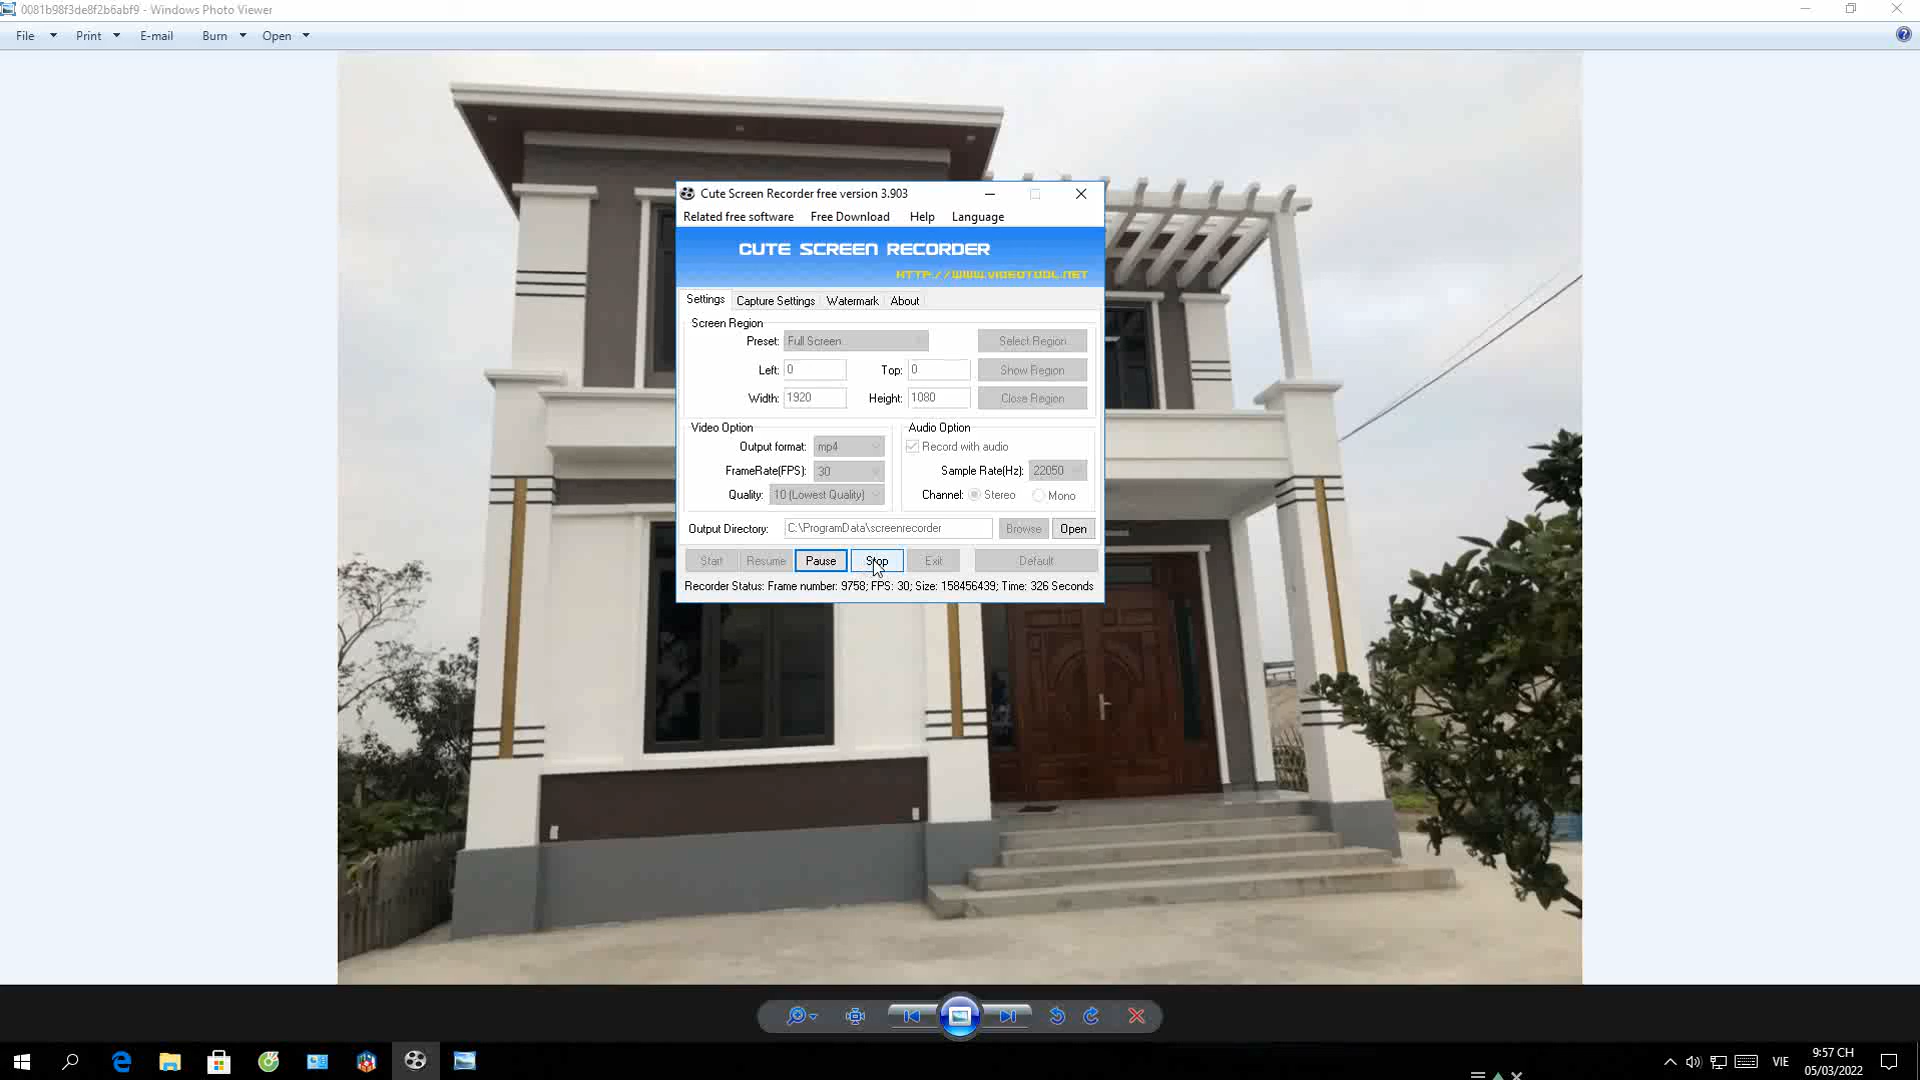 0081b98f3de8f2b6abf9 - Windows Photo Viewer
File Print E-mail Burn Open
Cute Screen Recorder free version 3.903
Related free software Free Download Help Language
CUTE SCREEN RECORDER
HTTP://WWW.VIDEOTOOL.NET
Settings Capture Settings Watermark About
Screen Region
Preset: Full Screen Select Region
Left: 0 Top: 0 Show Region
Width: 1920 Height: 1080 Close Region
Video Option Audio Option
Output format: mp4 Record with audio
FrameRate(FPS): 30 Sample Rate(Hz): 22050
Quality: 10 (Lowest Quality) Channel: Stereo Mono
Output Directory: C:\ProgramData\screenrecorder Browse Open
Start Resume Pause Stop Exit Default
Recorder Status: Frame number: 9758; FPS: 30; Size: 158456439; Time: 326 Seconds
VIE
9:57 CH
05/03/2022